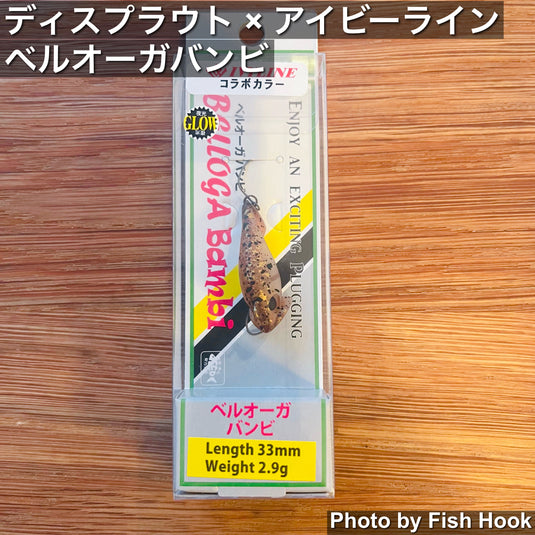 ディスプラウト × アイビーライン
ベルオーガバンビ
IVYLINE
コラボカラー
GLOW
BelloGA Bambi
ベルオーガバンビ
ENJOY AN EXCITING PLUGGING
ベルオーガ
バンビ
Length 33mm
Weight 2.9g
Photo by Fish Hook